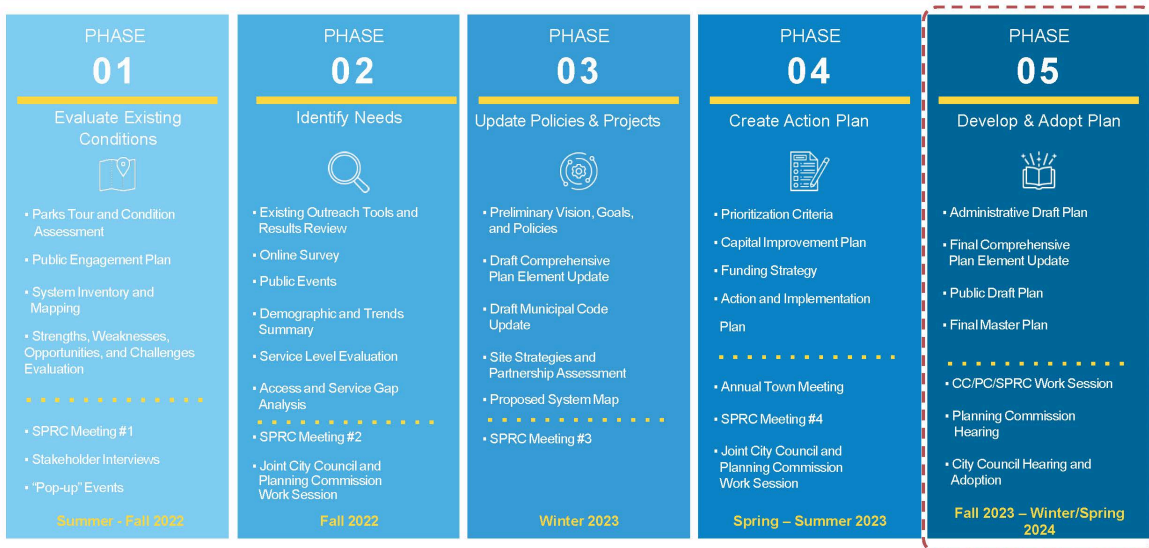 PHASE
01
Evaluate Existing
Conditions
▪ Parks Tour and Condition
Assessment
▪ Public Engagement Plan
▪ System Inventory and
Mapping
▪ Strengths, Weaknesses,
Opportunities, and Challenges
Evaluation
▪ SPRC Meeting #1
▪ Stakeholder Interviews
▪ “Pop-up” Events
Summer - Fall 2022
PHASE
02
Identify Needs
▪ Existing Outreach Tools and
Results Review
▪ Online Survey
▪ Public Events
▪ Demographic and Trends
Summary
▪ Service Level Evaluation
▪ Access and Service Gap
Analysis
▪ SPRC Meeting #2
▪ Joint City Council and
Planning Commission
Work Session
Fall 2022
PHASE
03
Update Policies & Projects
▪ Preliminary Vision, Goals,
and Policies
▪ Draft Comprehensive
Plan Element Update
▪ Draft Municipal Code
Update
▪ Site Strategies and
Partnership Assessment
▪ Proposed System Map
▪ SPRC Meeting #3
Winter 2023
PHASE
04
Create Action Plan
▪ Prioritization Criteria
▪ Capital Improvement Plan
▪ Funding Strategy
▪ Action and Implementation
Plan
▪ Annual Town Meeting
▪ SPRC Meeting #4
▪ Joint City Council and
Planning Commission
Work Session
Spring – Summer 2023
PHASE
05
Develop & Adopt Plan
▪ Administrative Draft Plan
▪ Final Comprehensive
Plan Element Update
▪ Public Draft Plan
▪ Final Master Plan
▪ CC/PC/SPRC Work Session
▪ Planning Commission
Hearing
▪ City Council Hearing and
Adoption
Fall 2023 – Winter/Spring
2024